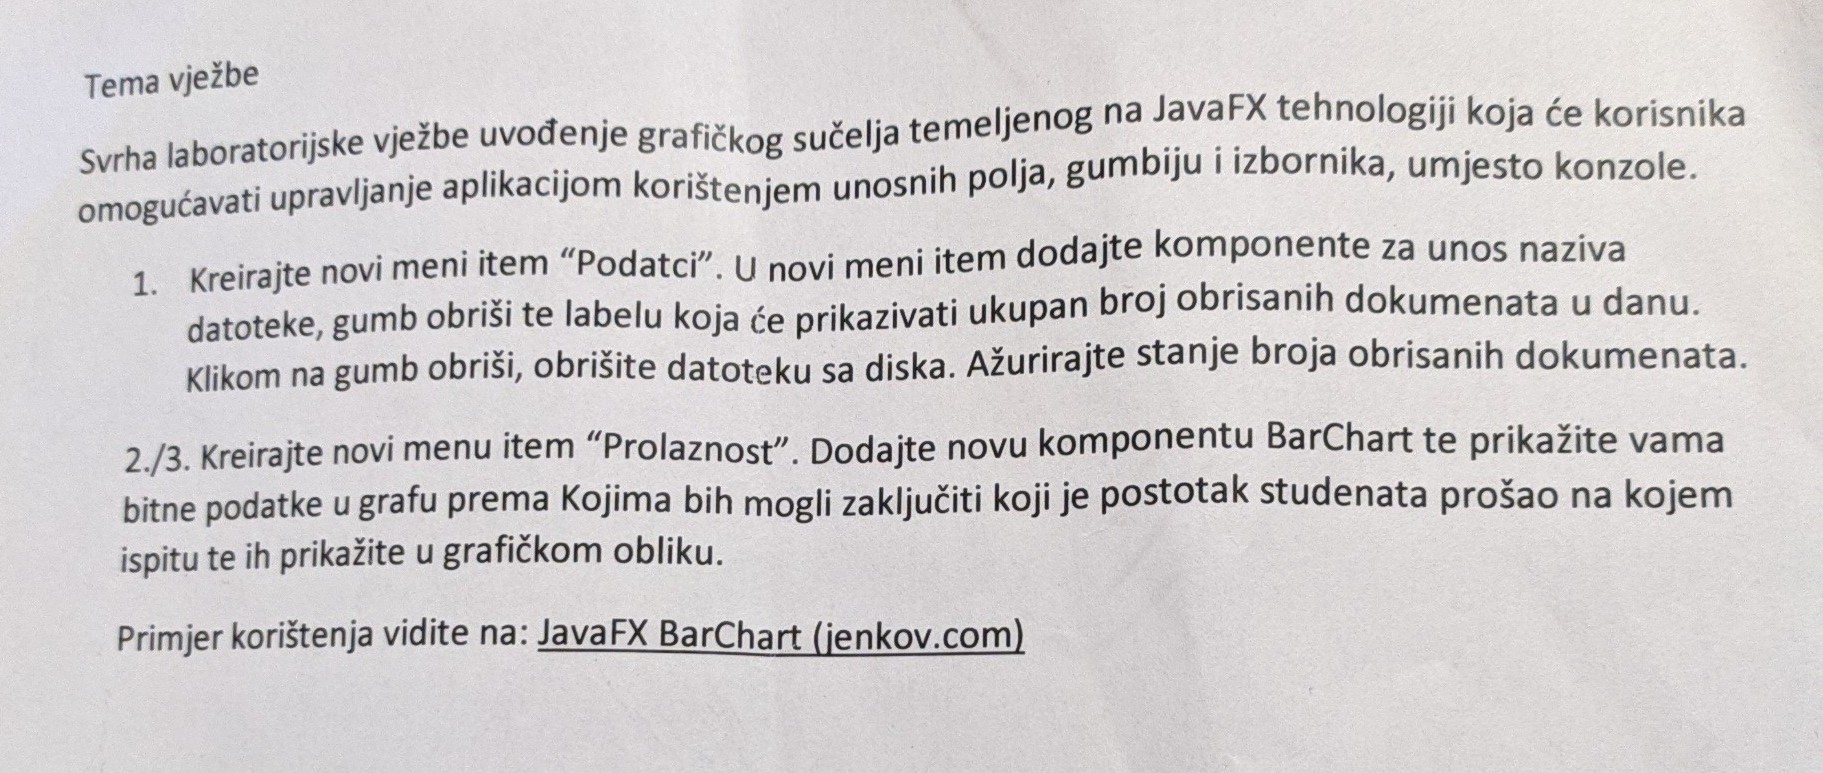 Tema vježbe
Svrha laboratorijske vježbe uvođenje grafičkog sučelja temeljenog na JavaFX tehnologiji koja će korisnika
omogućavati upravljanje aplikacijom korištenjem unosnih polja, gumbiju i izbornika, umjesto konzole.
1. Kreirajte novi meni item “Podatci”. U novi meni item dodajte komponente za unos naziva
datoteke, gumb obriši te labelu koja će prikazivati ukupan broj obrisanih dokumenata u danu.
Klikom na gumb obriši, obrišite datoteku sa diska. Ažurirajte stanje broja obrisanih dokumenata.
2./3. Kreirajte novi menu item “Prolaznost”. Dodajte novu komponentu BarChart te prikažite vama
bitne podatke u grafu prema Kojima bih mogli zaključiti koji je postotak studenata prošao na kojem
ispitu te ih prikažite u grafičkom obliku.
Primjer korištenja vidite na: JavaFX BarChart (jenkov.com)